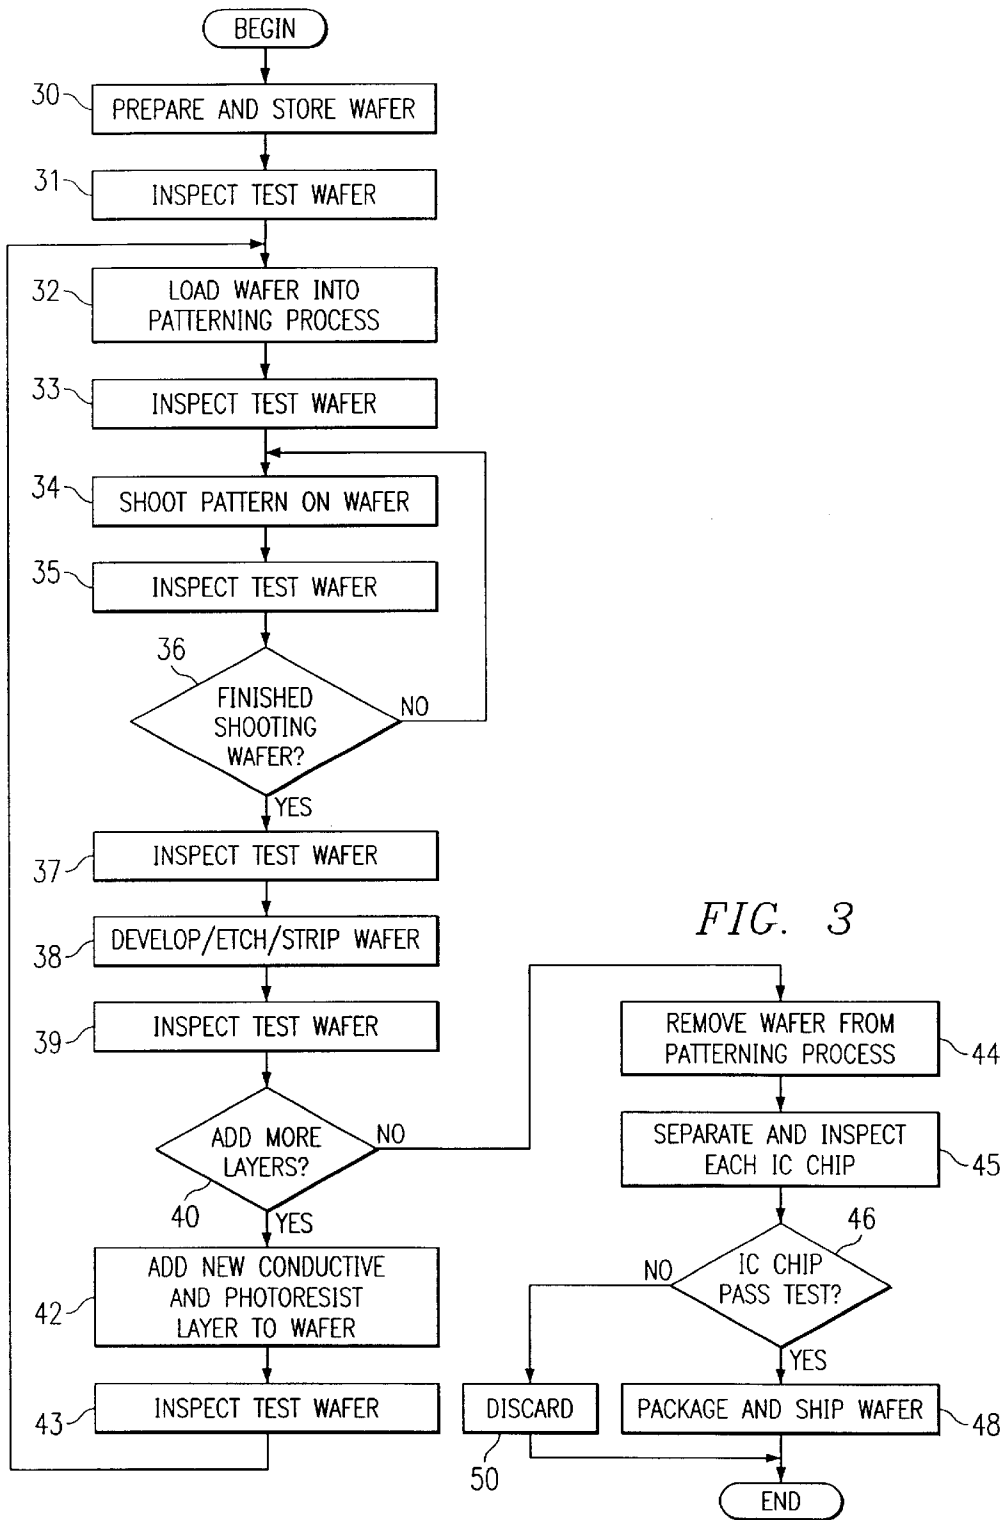 BEGIN
30
PREPARE AND STORE WAFER
31
INSPECT TEST WAFER
32
LOAD WAFER INTO
PATTERNING PROCESS
33
INSPECT TEST WAFER
34
SHOOT PATTERN ON WAFER
35
INSPECT TEST WAFER
36
FINISHED
SHOOTING
WAFER?
NO
YES
37
INSPECT TEST WAFER
38
DEVELOP/ETCH/STRIP WAFER
39
INSPECT TEST WAFER
ADD MORE
LAYERS?
40
NO
YES
42
ADD NEW CONDUCTIVE
AND PHOTORESIST
LAYER TO WAFER
43
INSPECT TEST WAFER
FIG. 3
REMOVE WAFER FROM
PATTERNING PROCESS
44
SEPARATE AND INSPECT
EACH IC CHIP
45
46
IC CHIP
PASS TEST?
NO
YES
DISCARD
50
PACKAGE AND SHIP WAFER
48
END